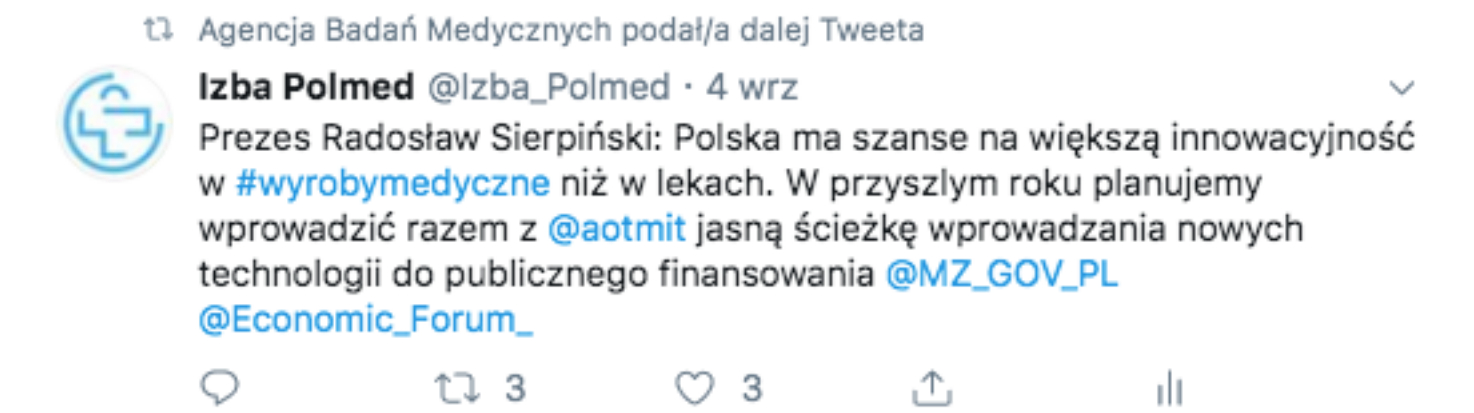 Agencja Badań Medycznych podał/a dalej Tweeta
Izba Polmed @Izba_Polmed · 4 wrz
Prezes Radosław Sierpiński: Polska ma szanse na większą innowacyjność
w #wyrobymedyczne niż w lekach. W przyszlym roku planujemy
wprowadzić razem z @aotmit jasną ścieżkę wprowadzania nowych
technologii do publicznego finansowania @MZ_GOV_PL
@Economic_Forum_
3 3